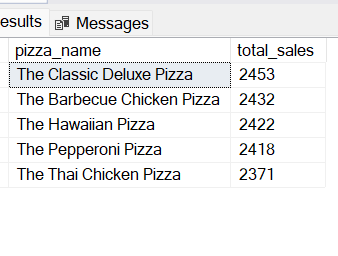 esults Messages
pizza_name total_sales
The Classic Deluxe Pizza 2453
The Barbecue Chicken Pizza 2432
The Hawaiian Pizza 2422
The Pepperoni Pizza 2418
The Thai Chicken Pizza 2371